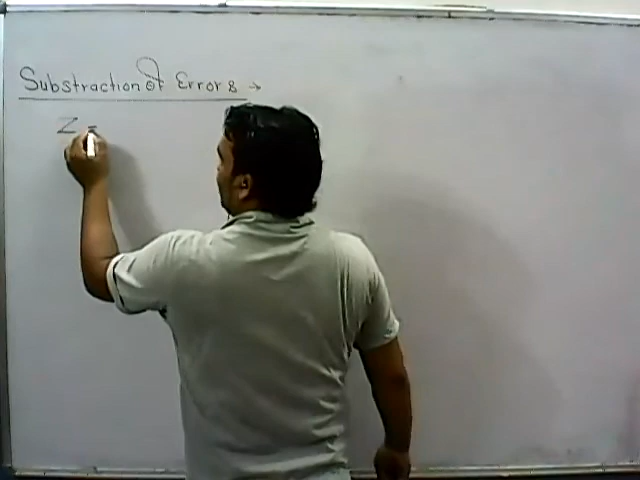 Substraction of Errors →
Z =